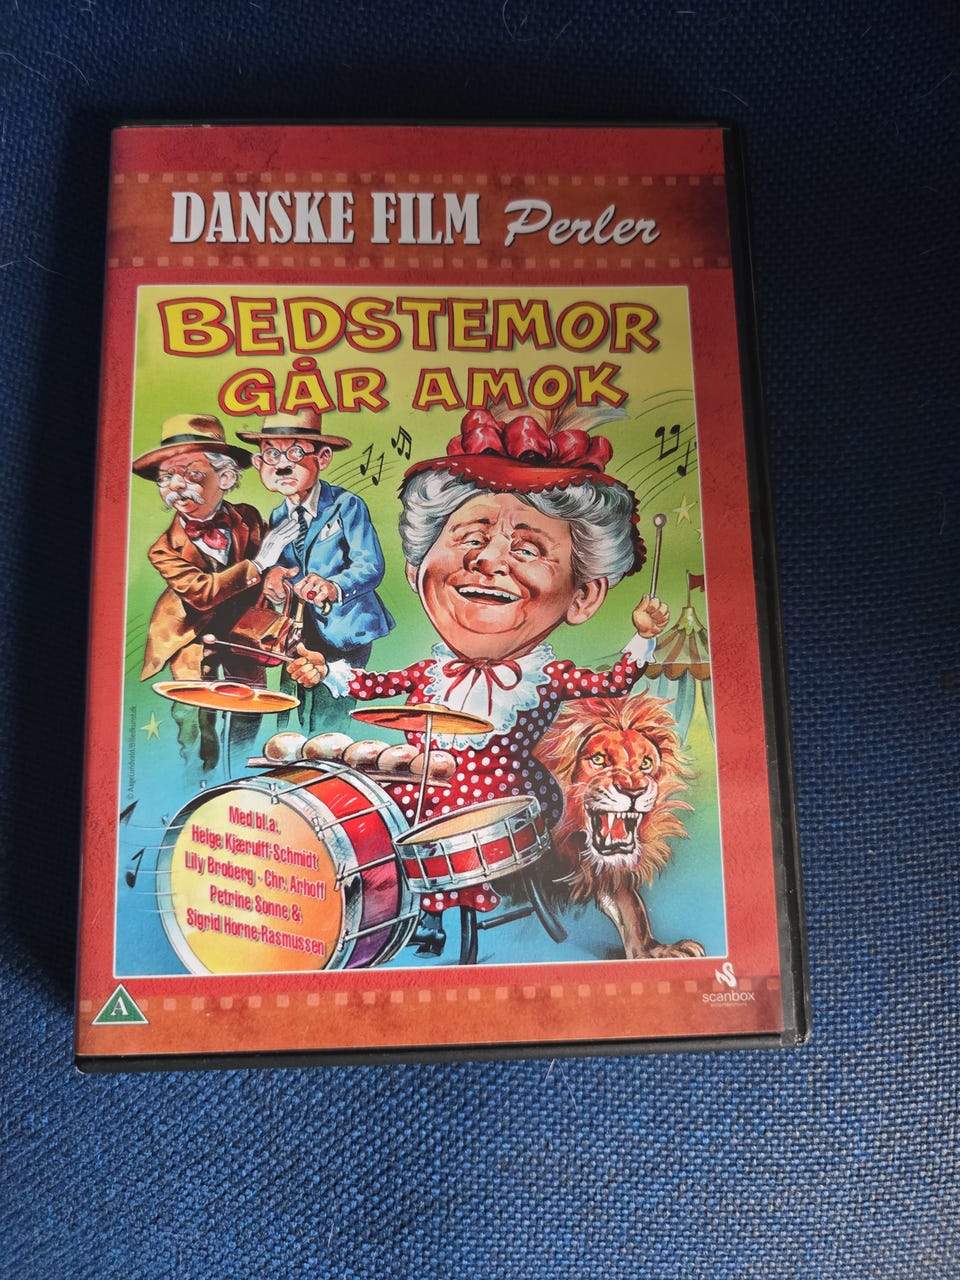 DANSKE FILM Perler
BEDSTEMOR
GÅR AMOK
Med bl.a.
Helge Kjærulff-Schmidt
Lily Broberg - Chr. Arhoff
Petrine Sonne &
Sigrid Horne-Rasmussen
A
scanbox
entertainment